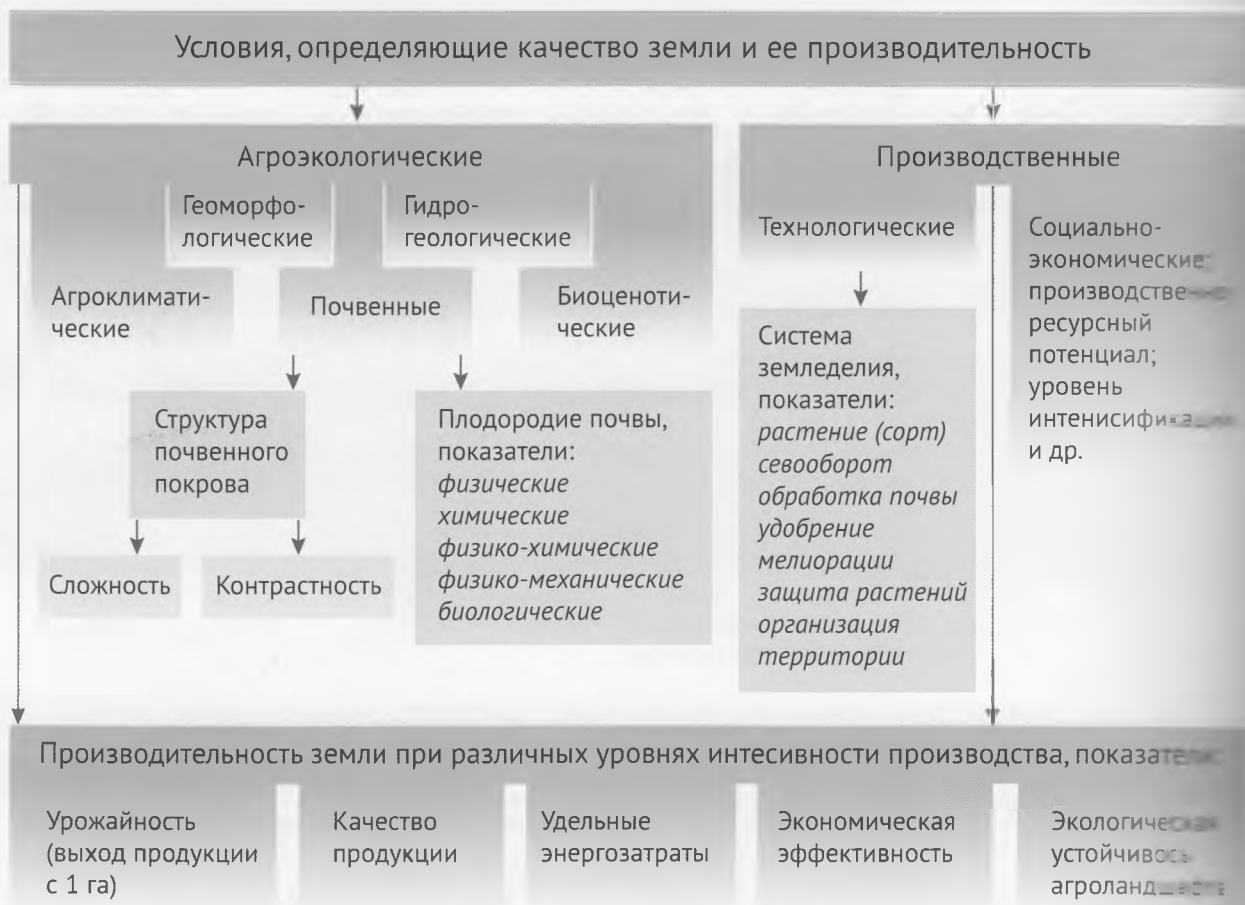 Условия, определяющие качество земли и ее производительность
Агроэкологические
Производственные
Геоморфо-
логические
Гидро-
геологические
Агроклимати-
ческие
Почвенные
Биоценоти-
ческие
Технологические
Социально-
экономические:
ресурсный
потенциал;
уровень
и др.
Структура
почвенного
покрова
Сложность
Контрастность
Плодородие почвы,
показатели:
физические
химические
физико-химические
физико-механические
биологические
Система
земледелия,
показатели:
растение (сорт)
севооборот
обработка почвы
удобрение
мелиорации
защита растений
организация
территории
Производительность земли при различных уровнях интесивности производства,
Урожайность
(выход продукции
с 1 га)
Качество
продукции
Удельные
энергозатраты
Экономическая
эффективность